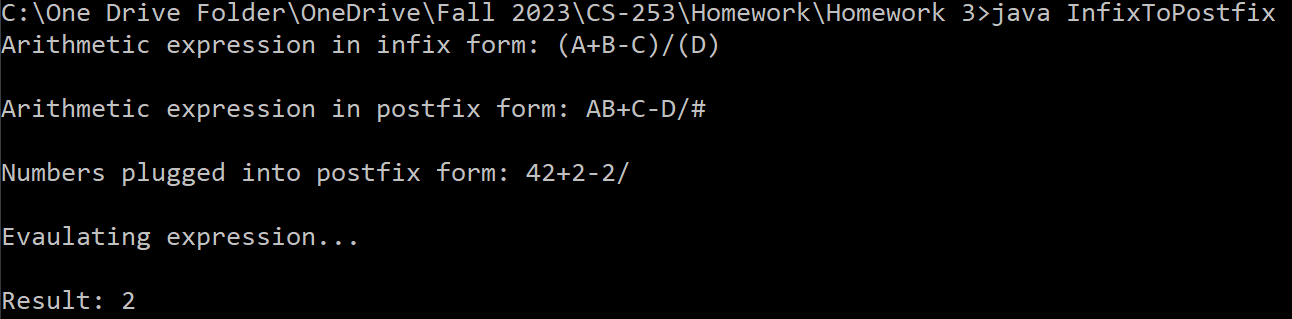 C:\One Drive Folder\OneDrive\Fall 2023\CS-253\Homework\Homework 3>java InfixToPostfix
Arithmetic expression in infix form: (A+B-C)/(D)
Arithmetic expression in postfix form: AB+C-D/#
Numbers plugged into postfix form: 42+2-2/
Evaulating expression...
Result: 2